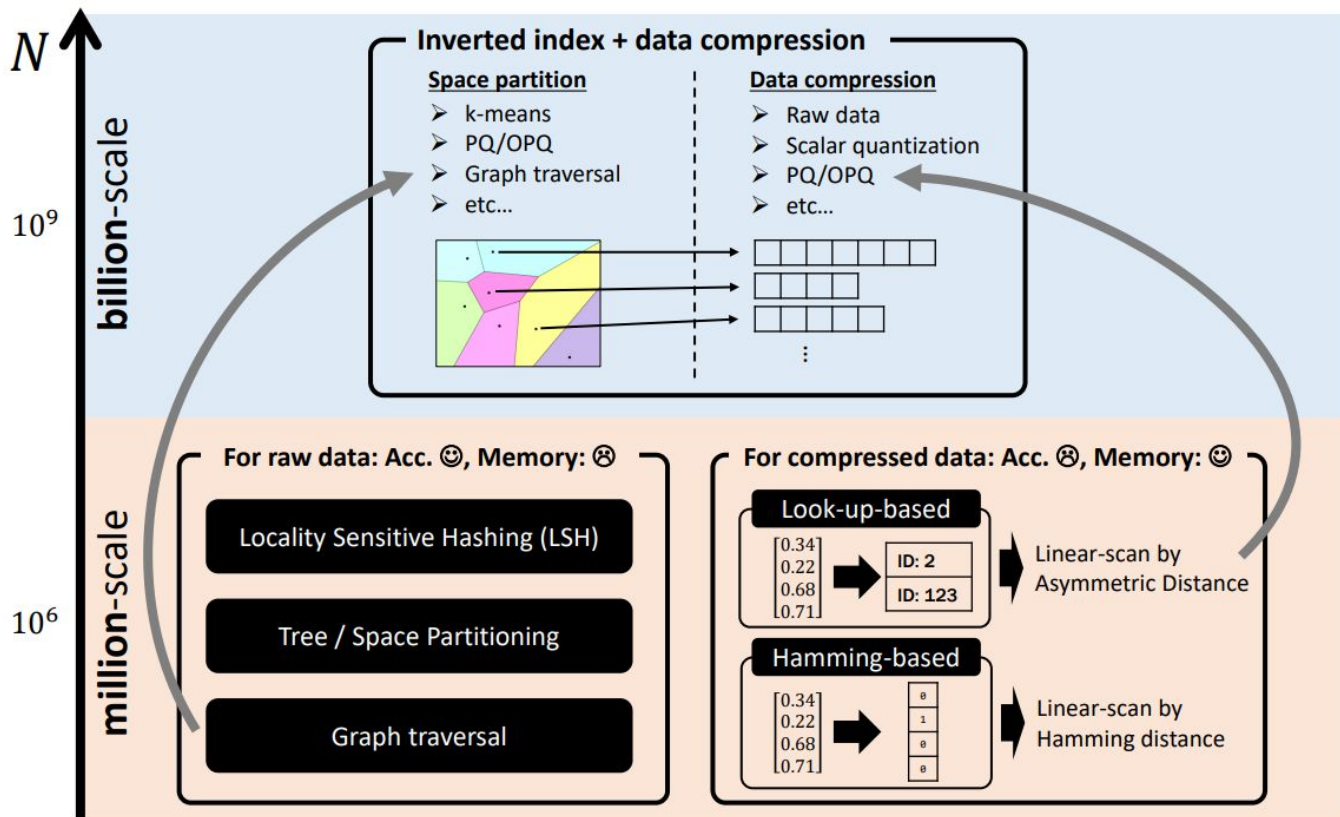 N
billion-scale
10⁹
Inverted index + data compression
Space partition
➢ k-means
➢ PQ/OPQ
➢ Graph traversal
➢ etc…
Data compression
➢ Raw data
➢ Scalar quantization
➢ PQ/OPQ
➢ etc…
⋮
million-scale
10⁶
For raw data: Acc. ☺, Memory: ☹
Locality Sensitive Hashing (LSH)
Tree / Space Partitioning
Graph traversal
For compressed data: Acc. ☹, Memory: ☺
Look-up-based
0.34
0.22
0.68
0.71
ID: 2
ID: 123
Linear-scan by
Asymmetric Distance
Hamming-based
0.34
0.22
0.68
0.71
0
1
0
0
Linear-scan by
Hamming distance